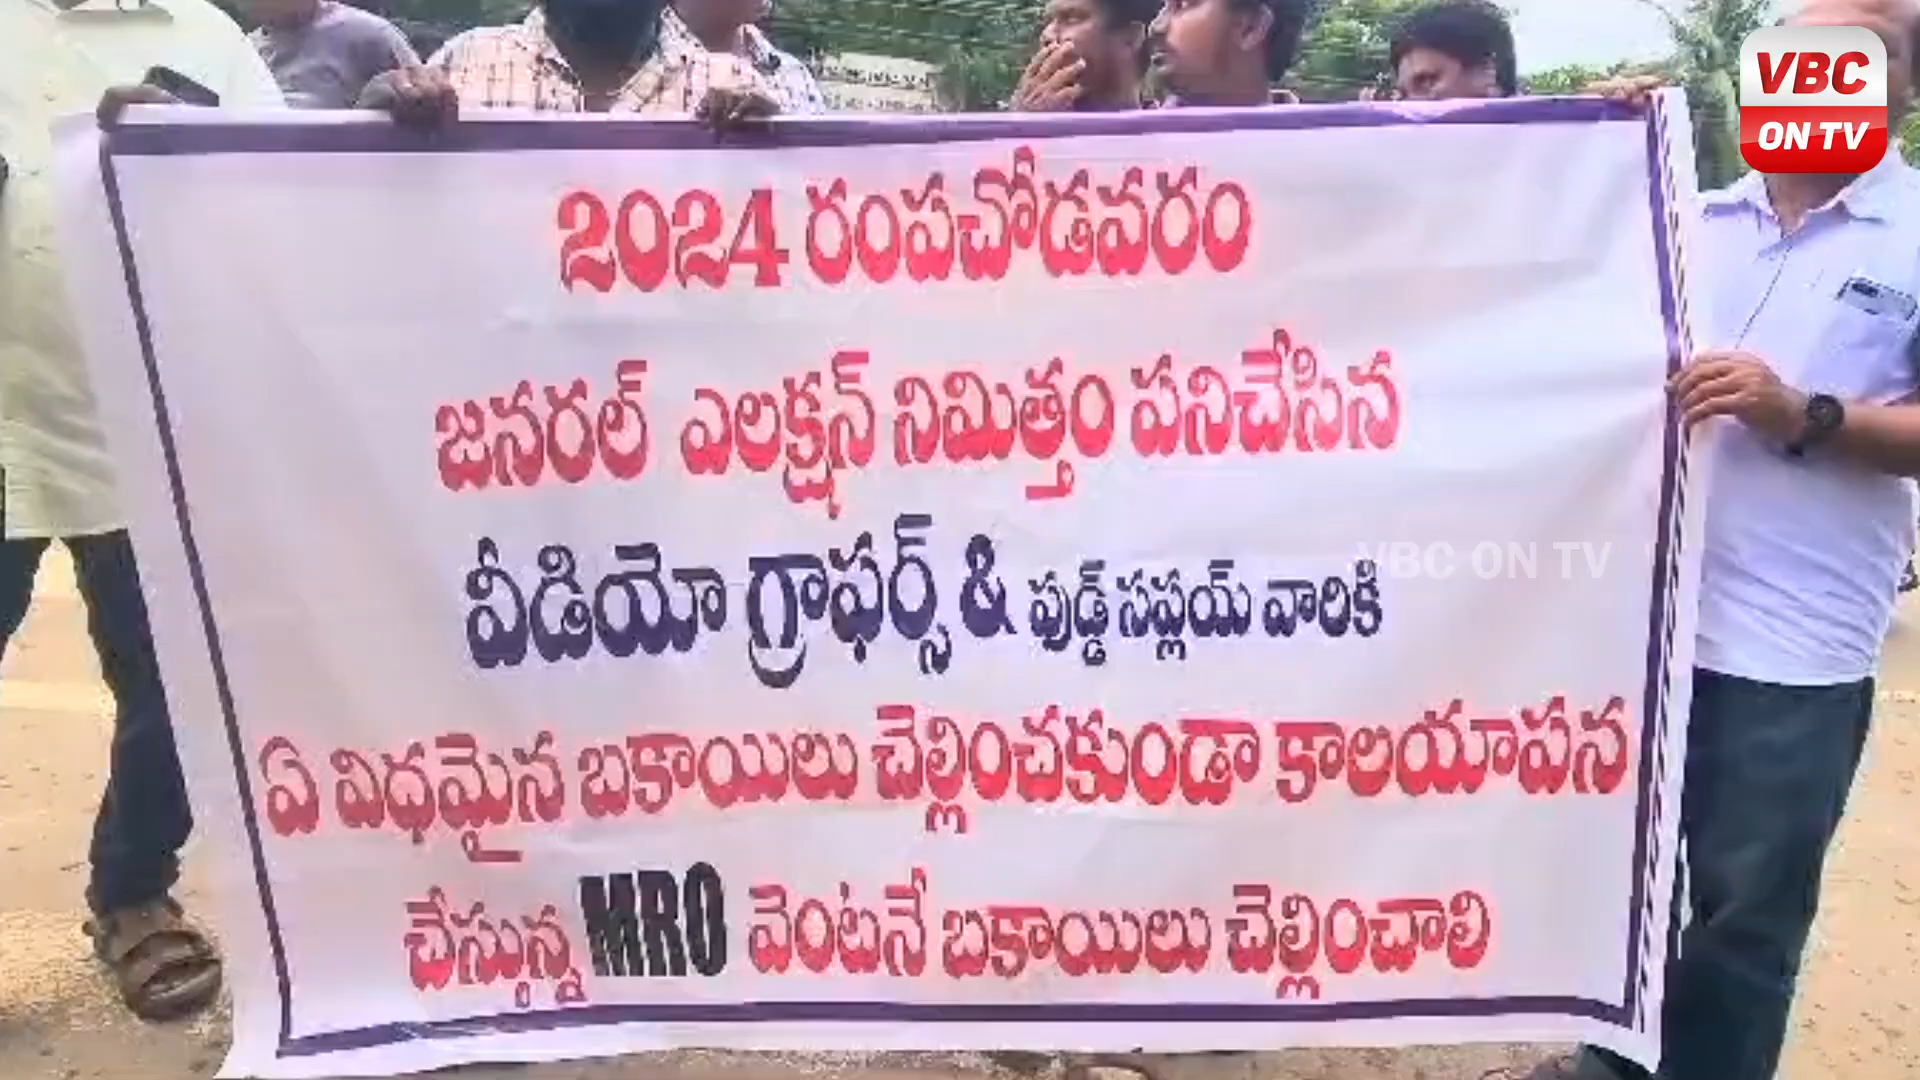 VBC
ON TV
2024 రంపచోడవరం
జనరల్ ఎలక్షన్ నిమిత్తం పనిచేసిన
వీడియో గ్రాఫర్స్ & ఫుడ్డ్ సప్లయ్ వారికి
VBC ON TV
ఏ విధమైన బకాయిలు చెల్లించకుండా కాలయాపన
చేస్తున్న MRO వెంటనే బకాయిలు చెల్లించాలి